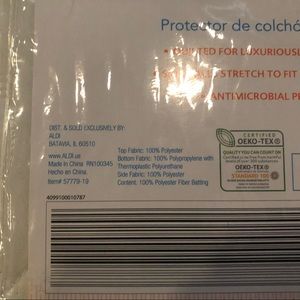 Protector de colchó
QUILTED FOR LUXURIOUS
STRETCH TO FIT
ANTIMICROBIAL
DIST. & SOLD EXCLUSIVELY BY:
ALDI
BATAVIA, IL 60510
www.ALDI.us
Made in China RN100345
Hecho en China
Item# 57779-19
Top Fabric: 100% Polyester
Bottom Fabric: 100% Polypropylene with
Thermoplastic Polyurethane
Side Fabric: 100% Polyester
Content: 100% Polyester Fiber Batting
CERTIFIED
OEKO-TEX®
QUALITY YOU CAN COUNT ON
OEKO-TEX®
STANDARD 100
4099100010787